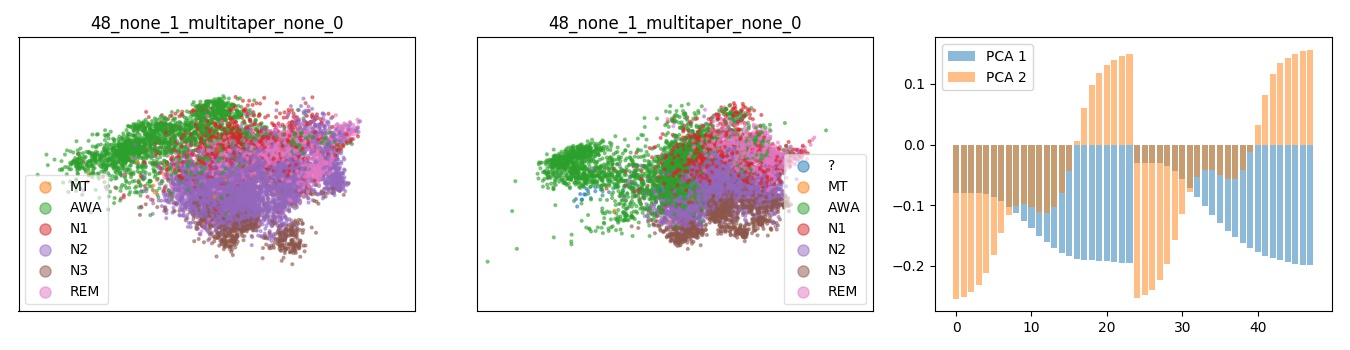 48_none_1_multitaper_none_0
MT
AWA
N1
N2
N3
REM
48_none_1_multitaper_none_0
?
MT
AWA
N1
N2
N3
REM
PCA 1
PCA 2
0.1
0.0
−0.1
−0.2
0
10
20
30
40